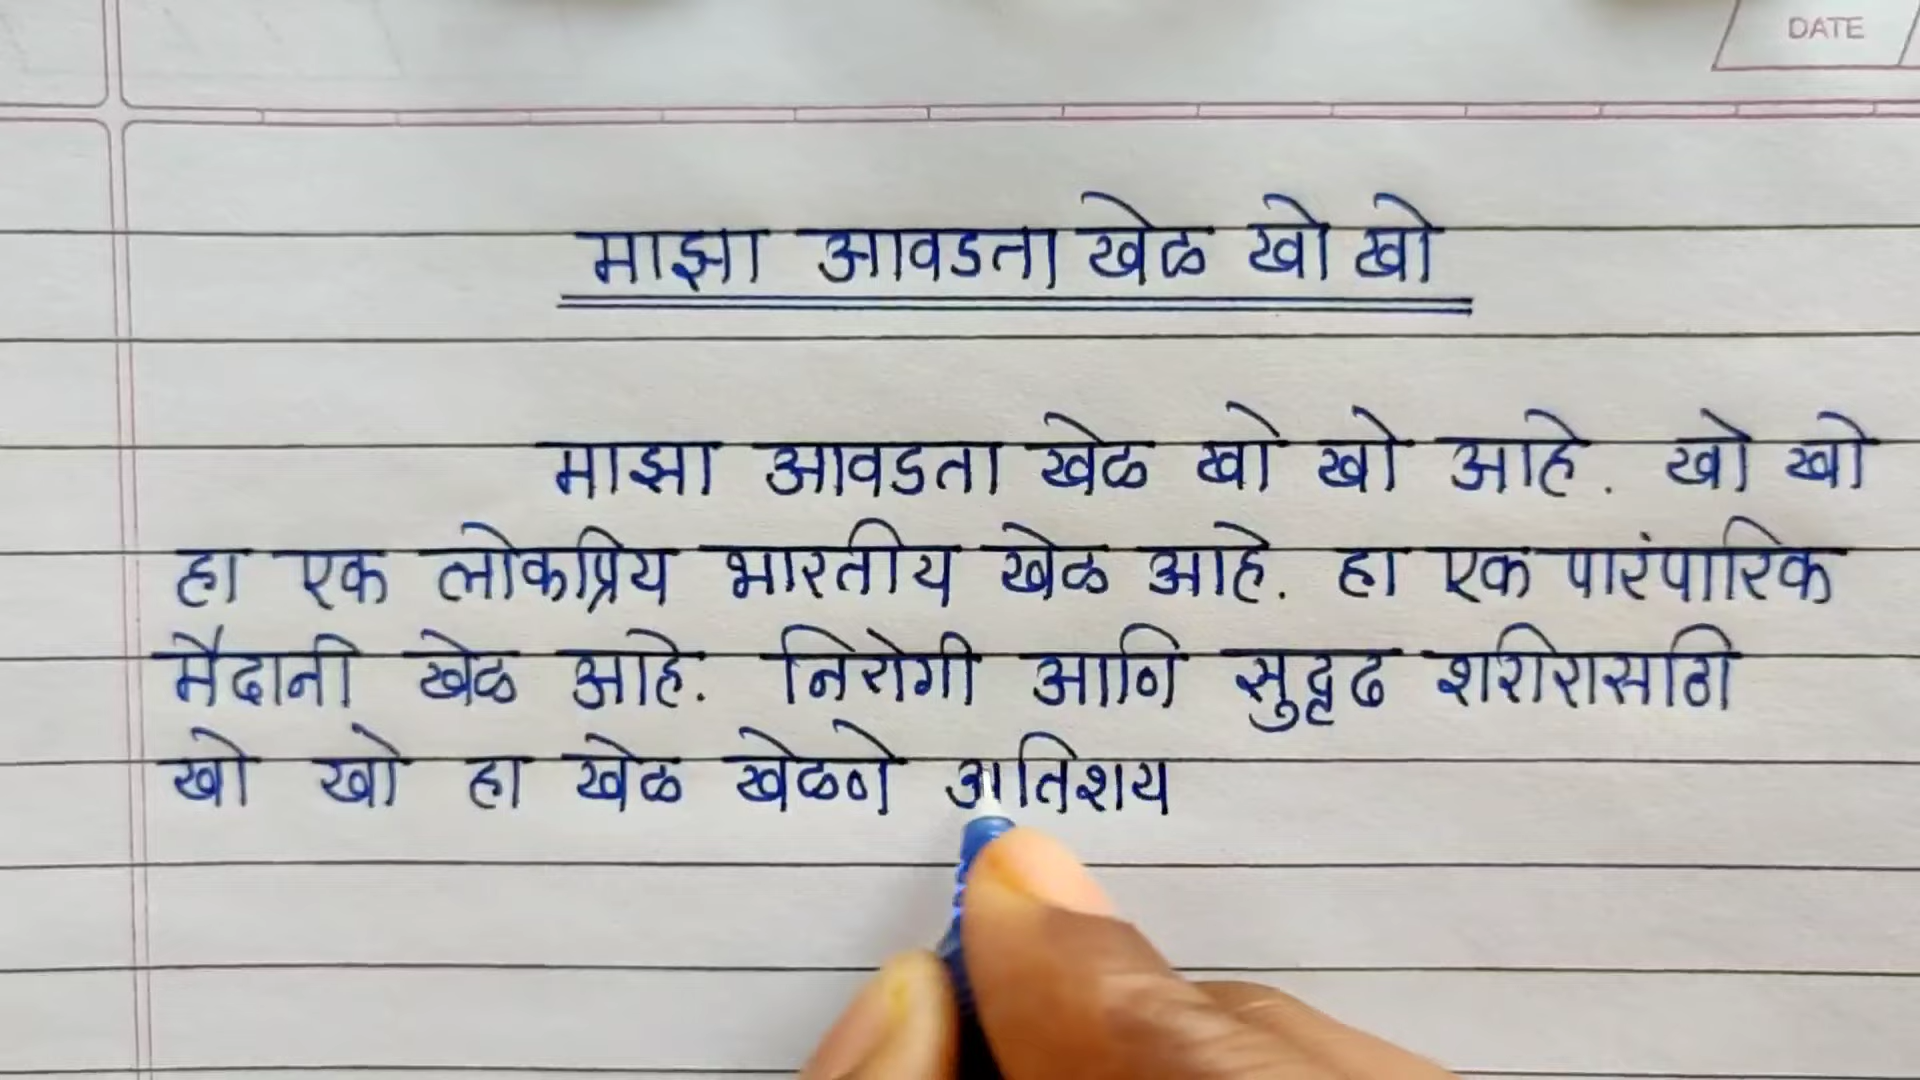 DATE
माझा आवडता खेळ खो खो
माझा आवडता खेळ खो खो आहे. खो खो
हा एक लोकप्रिय भारतीय खेळ आहे. हा एक पारंपारिक
मैदानी खेळ आहे. निरोगी आणि सुदृढ शरीरासाठी
खो खो हा खेळ खेळणे अतिशय